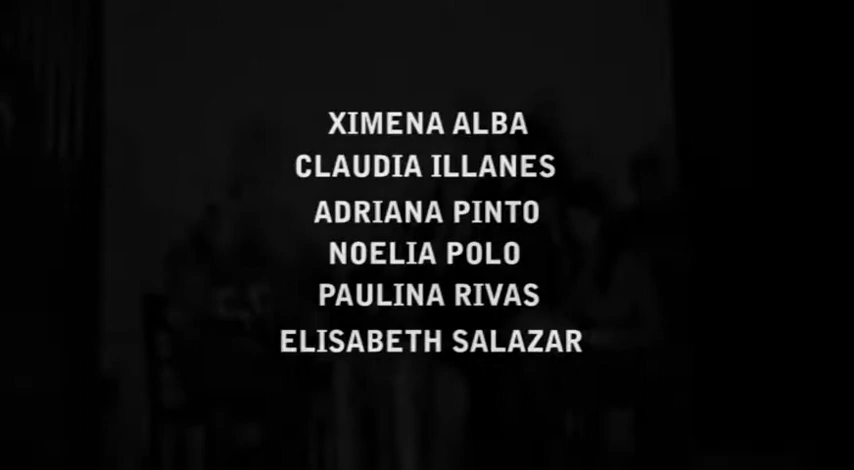 XIMENA ALBA
CLAUDIA ILLANES
ADRIANA PINTO
NOELIA POLO
PAULINA RIVAS
ELISABETH SALAZAR